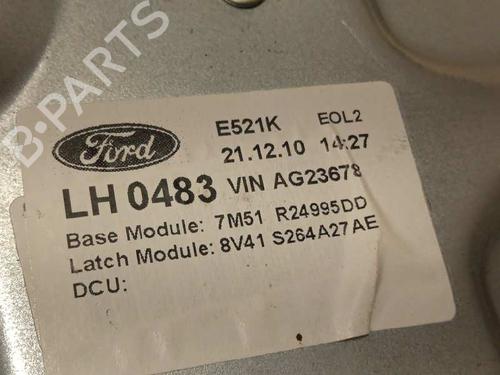 B-PARTS
Ford
E521K EOL2
21.12.10 14:27
LH 0483 VIN AG23678
Base Module: 7M51 R24995DD
Latch Module: 8V41 S264A27AE
DCU: